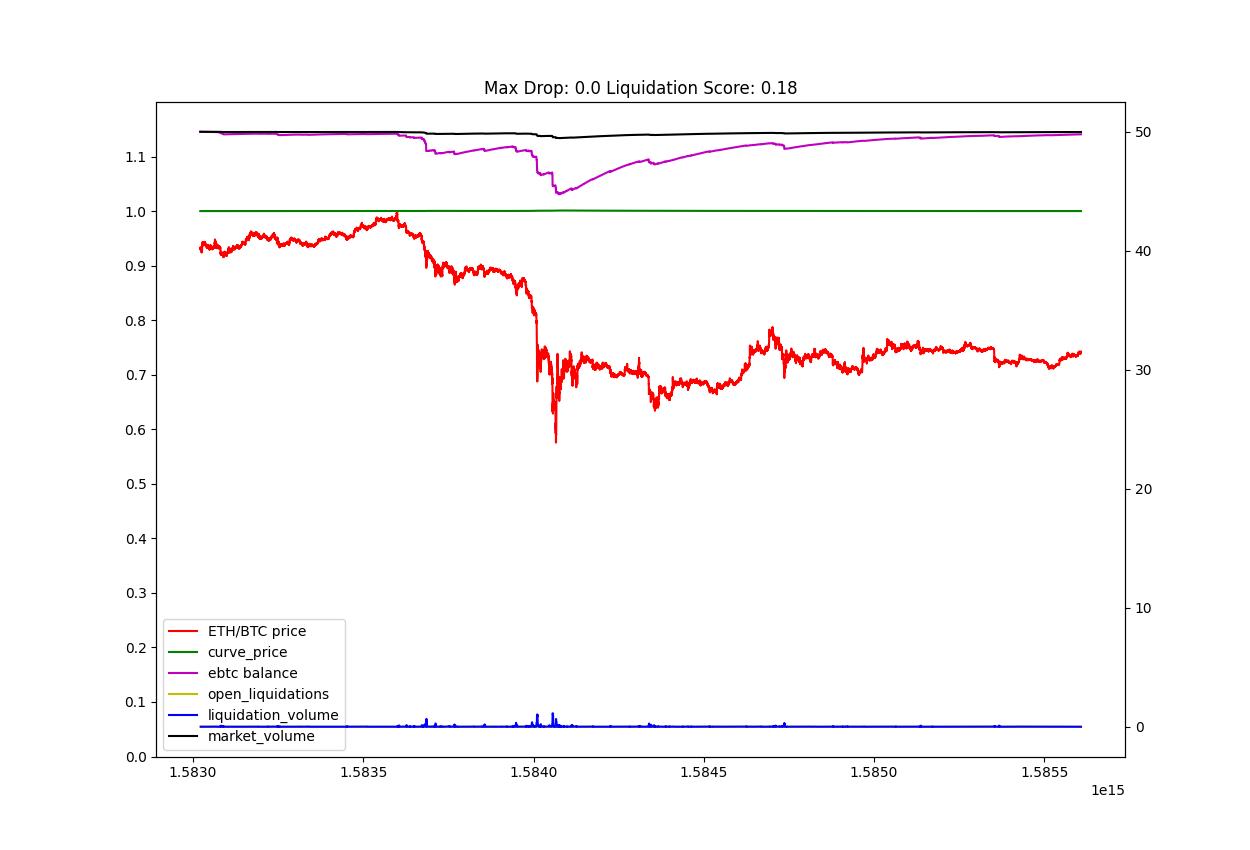 Max Drop: 0.0 Liquidation Score: 0.18
1.1
1.0
0.9
0.8
0.7
0.6
0.5
0.4
0.3
0.2
0.1
0.0
50
40
30
20
10
0
ETH/BTC price
curve_price
ebtc balance
open_liquidations
liquidation_volume
market_volume
1.5830 1.5835 1.5840 1.5845 1.5850 1.5855
1e15